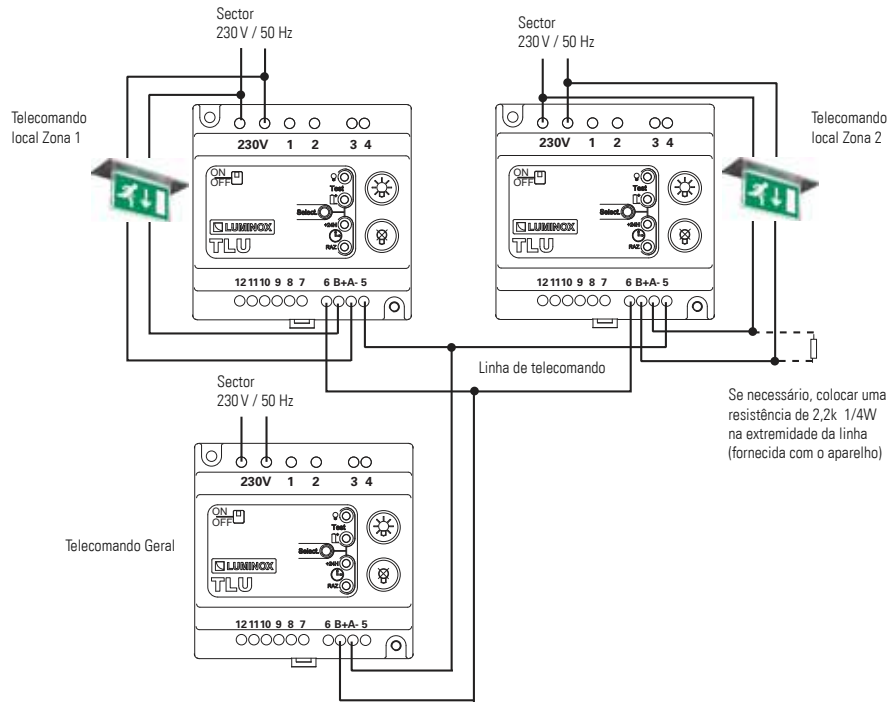 Sector
230 V / 50 Hz
Sector
230 V / 50 Hz
Telecomando
local Zona 1
Telecomando
local Zona 2
230V 1 2 3 4
ON
OFF
Test
Select.
+24H
RAZ
LUMINOX
TLU
12 11 10 9 8 7 6 B+A- 5
230V 1 2 3 4
ON
OFF
Test
Select.
+24H
RAZ
LUMINOX
TLU
12 11 10 9 8 7 6 B+A- 5
Linha de telecomando
Se necessário, colocar uma
resistência de 2,2k 1/4W
na extremidade da linha
(fornecida com o aparelho)
Sector
230 V / 50 Hz
Telecomando Geral
230V 1 2 3 4
ON
OFF
Test
Select.
+24H
RAZ
LUMINOX
TLU
12 11 10 9 8 7 6 B+A- 5